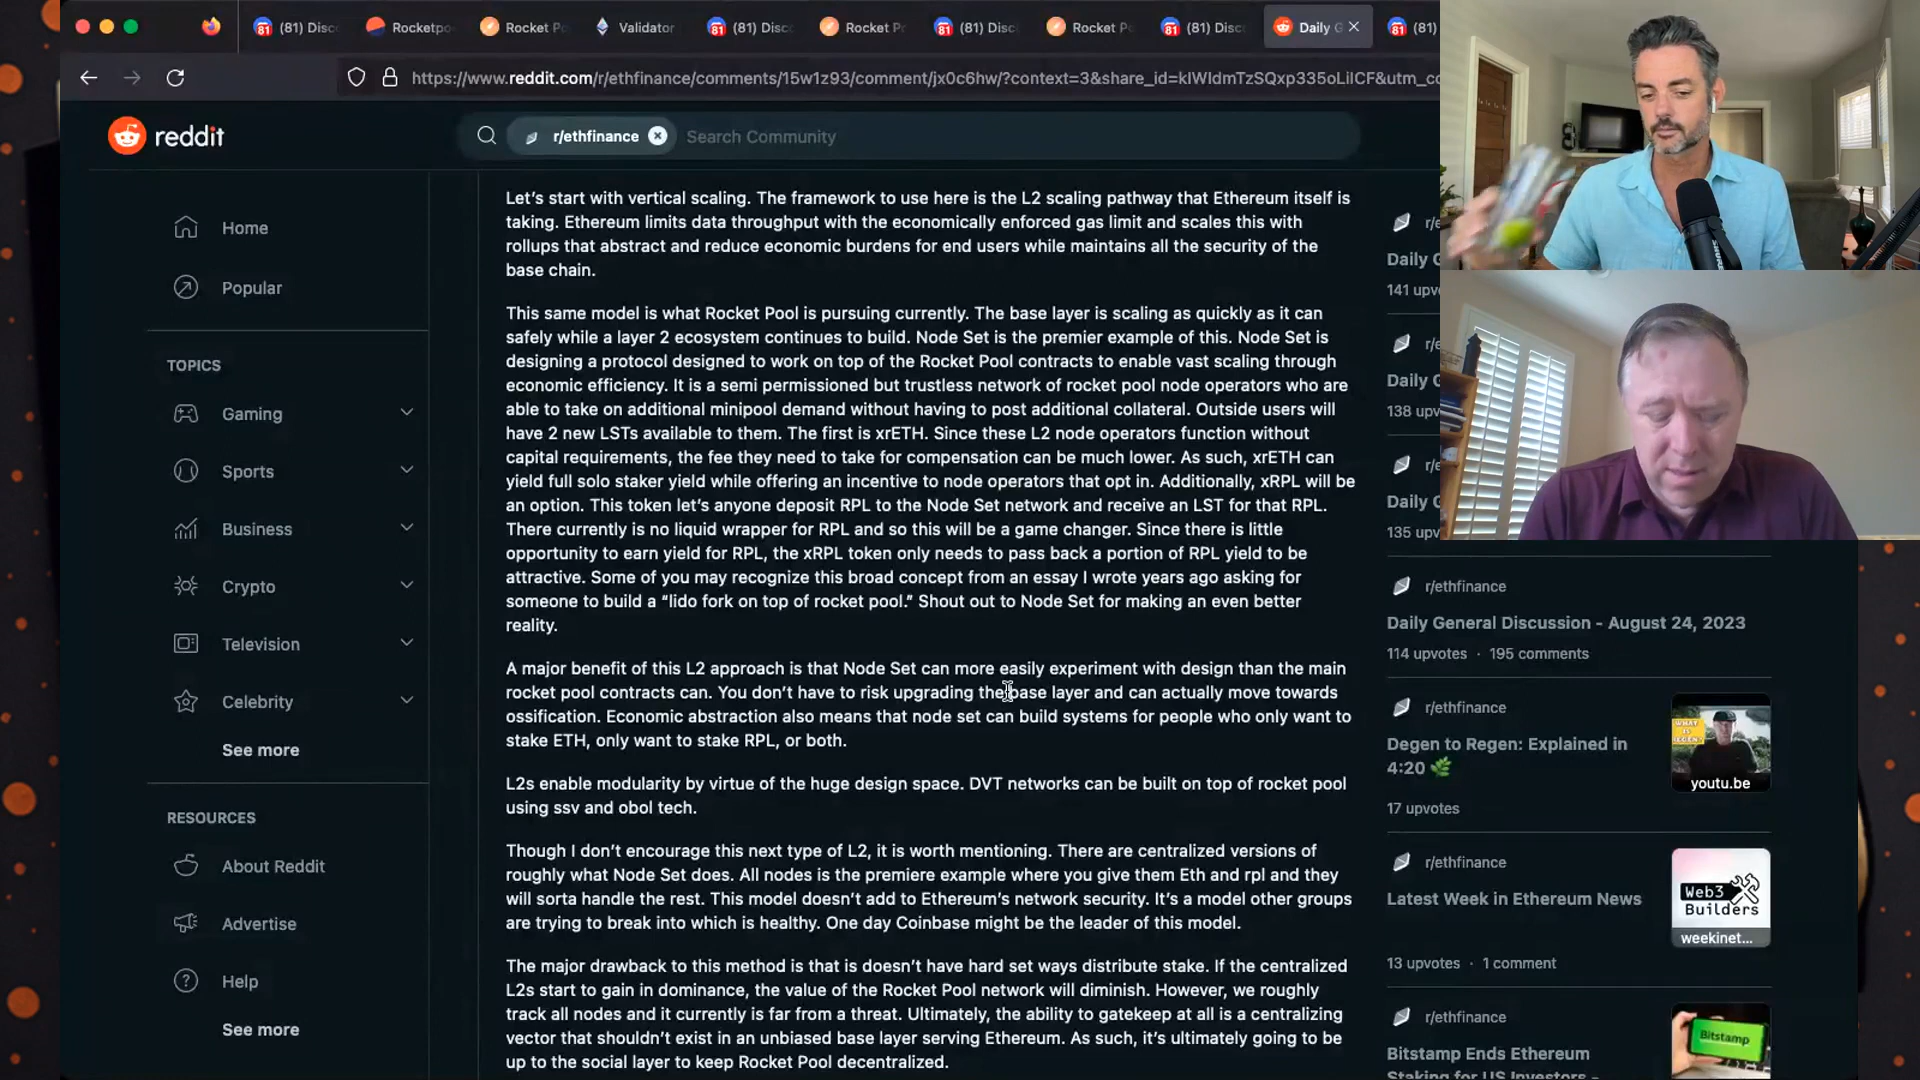 (81) Disc
Rocketpo
Rocket Po
Validator
(81) Disc
Rocket P
(81) Disc
Rocket P
(81) Disc
Daily G
(81)
https://www.reddit.com/r/ethfinance/comments/15w1z93/comment/jx0c6hw/?context=3&share_id=klWIdmTzSQxp335oLiICF&utm_co
reddit
r/ethfinance
Search Community
Home
Popular
TOPICS
Gaming
Sports
Business
Crypto
Television
Celebrity
See more
RESOURCES
About Reddit
Advertise
Help
See more
Let’s start with vertical scaling. The framework to use here is the L2 scaling pathway that Ethereum itself is
taking. Ethereum limits data throughput with the economically enforced gas limit and scales this with
rollups that abstract and reduce economic burdens for end users while maintains all the security of the
base chain.
This same model is what Rocket Pool is pursuing currently. The base layer is scaling as quickly as it can
safely while a layer 2 ecosystem continues to build. Node Set is the premier example of this. Node Set is
designing a protocol designed to work on top of the Rocket Pool contracts to enable vast scaling through
economic efficiency. It is a semi permissioned but trustless network of rocket pool node operators who are
able to take on additional minipool demand without having to post additional collateral. Outside users will
have 2 new LSTs available to them. The first is xrETH. Since these L2 node operators function without
capital requirements, the fee they need to take for compensation can be much lower. As such, xrETH can
yield full solo staker yield while offering an incentive to node operators that opt in. Additionally, xRPL will be
an option. This token let’s anyone deposit RPL to the Node Set network and receive an LST for that RPL.
There currently is no liquid wrapper for RPL and so this will be a game changer. Since there is little
opportunity to earn yield for RPL, the xRPL token only needs to pass back a portion of RPL yield to be
attractive. Some of you may recognize this broad concept from an essay I wrote years ago asking for
someone to build a “lido fork on top of rocket pool.” Shout out to Node Set for making an even better
reality.
A major benefit of this L2 approach is that Node Set can more easily experiment with design than the main
rocket pool contracts can. You don’t have to risk upgrading the base layer and can actually move towards
ossification. Economic abstraction also means that node set can build systems for people who only want to
stake ETH, only want to stake RPL, or both.
L2s enable modularity by virtue of the huge design space. DVT networks can be built on top of rocket pool
using ssv and obol tech.
Though I don’t encourage this next type of L2, it is worth mentioning. There are centralized versions of
roughly what Node Set does. All nodes is the premiere example where you give them Eth and rpl and they
will sorta handle the rest. This model doesn’t add to Ethereum’s network security. It’s a model other groups
are trying to break into which is healthy. One day Coinbase might be the leader of this model.
The major drawback to this method is that is doesn’t have hard set ways distribute stake. If the centralized
L2s start to gain in dominance, the value of the Rocket Pool network will diminish. However, we roughly
track all nodes and it currently is far from a threat. Ultimately, the ability to gatekeep at all is a centralizing
vector that shouldn’t exist in an unbiased base layer serving Ethereum. As such, it’s ultimately going to be
up to the social layer to keep Rocket Pool decentralized.
r/e
Daily G
141 upv
r/e
Daily G
138 upv
r/e
Daily G
135 upv
r/ethfinance
Daily General Discussion - August 24, 2023
114 upvotes · 195 comments
r/ethfinance
Degen to Regen: Explained in
4:20
youtu.be
17 upvotes
r/ethfinance
Latest Week in Ethereum News
Web3
Builders
weekinet...
13 upvotes · 1 comment
r/ethfinance
Bitstamp Ends Ethereum
Staking for US Investors -
Bitstamp